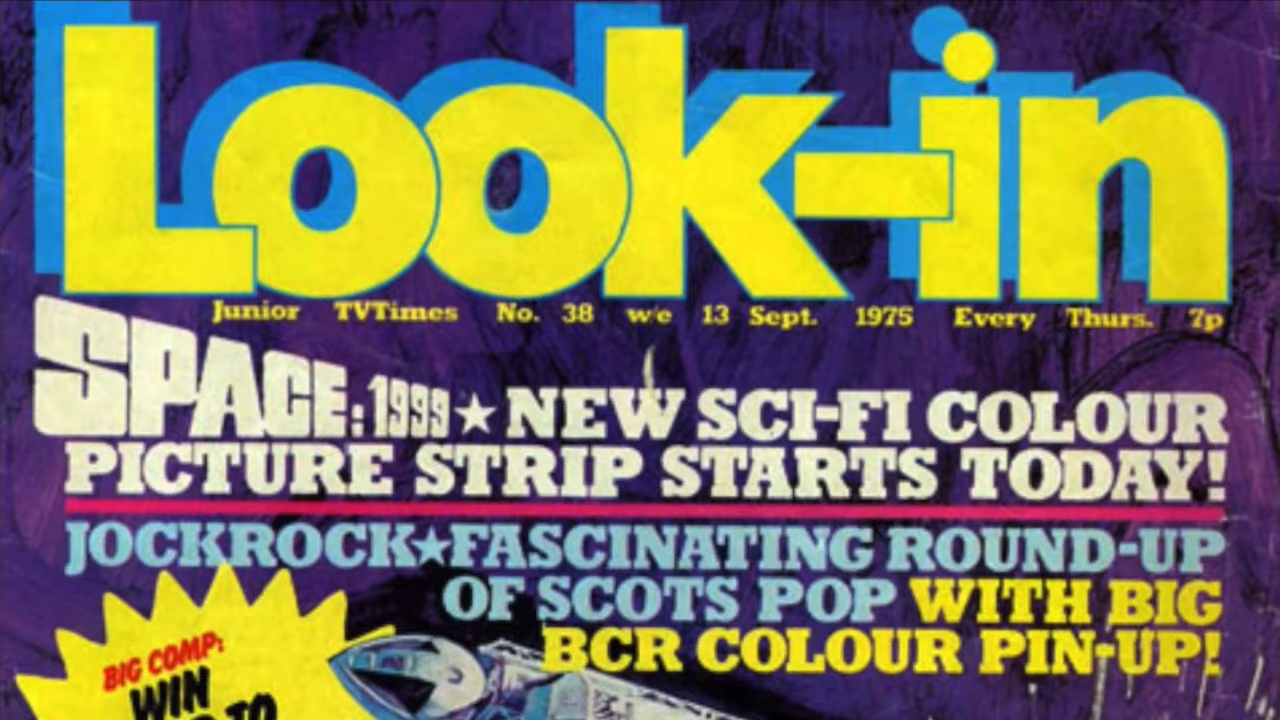 Look-in
Junior TVTimes No. 38 w/e 13 Sept. 1975 Every Thurs. 7p
SPACE:1999★NEW SCI-FI COLOUR
PICTURE STRIP STARTS TODAY!
JOCKROCK★FASCINATING ROUND-UP
OF SCOTS POP WITH BIG
BCR COLOUR PIN-UP!
BIG COMP:
WIN
TO